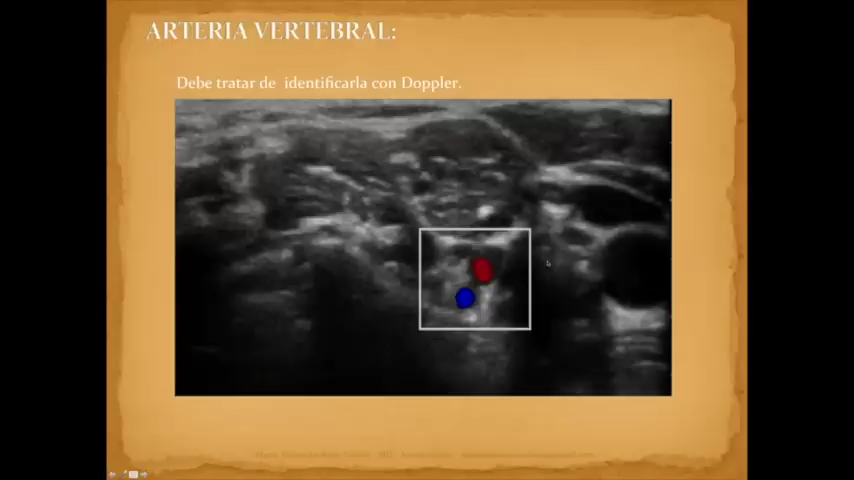 ARTERIA VERTEBRAL:
Debe tratar de identificarla con Doppler.